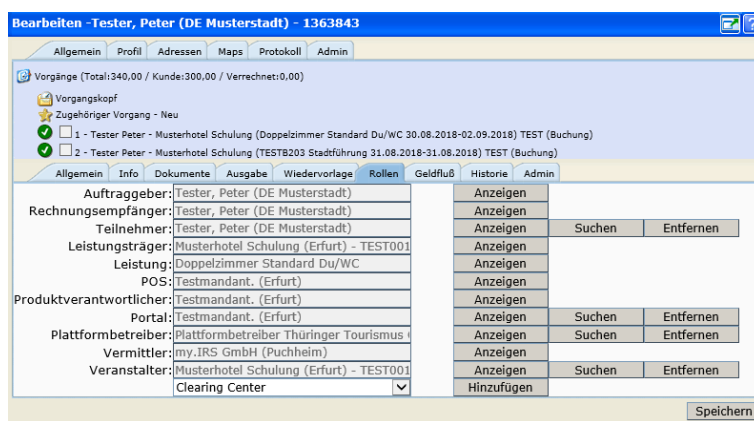 Bearbeiten -Tester, Peter (DE Musterstadt) - 1363843
Allgemein Profil Adressen Maps Protokoll Admin
Vorgänge (Total:340,00 / Kunde:300,00 / Verrechnet:0,00)
Vorgangskopf
Zugehöriger Vorgang - Neu
1 - Tester Peter - Musterhotel Schulung (Doppelzimmer Standard Du/WC 30.08.2018-02.09.2018) TEST (Buchung)
2 - Tester Peter - Musterhotel Schulung (TESTB203 Stadtführung 31.08.2018-31.08.2018) TEST (Buchung)
Allgemein Info Dokumente Ausgabe Wiedervorlage Rollen Geldfluß Historie Admin
Auftraggeber: Tester, Peter (DE Musterstadt) Anzeigen
Rechnungsempfänger: Tester, Peter (DE Musterstadt) Anzeigen
Teilnehmer: Tester, Peter (DE Musterstadt) Anzeigen Suchen Entfernen
Leistungsträger: Musterhotel Schulung (Erfurt) - TEST001 Anzeigen
Leistung: Doppelzimmer Standard Du/WC Anzeigen
POS: Testmandant. (Erfurt) Anzeigen
Produktverantwortlicher: Testmandant. (Erfurt) Anzeigen
Portal: Testmandant. (Erfurt) Anzeigen Suchen Entfernen
Plattformbetreiber: Plattformbetreiber Thüringer Tourismus Anzeigen Suchen Entfernen
Vermittler: my.IRS GmbH (Puchheim) Anzeigen
Veranstalter: Musterhotel Schulung (Erfurt) - TEST001 Anzeigen Suchen Entfernen
Clearing Center Hinzufügen
Speichern